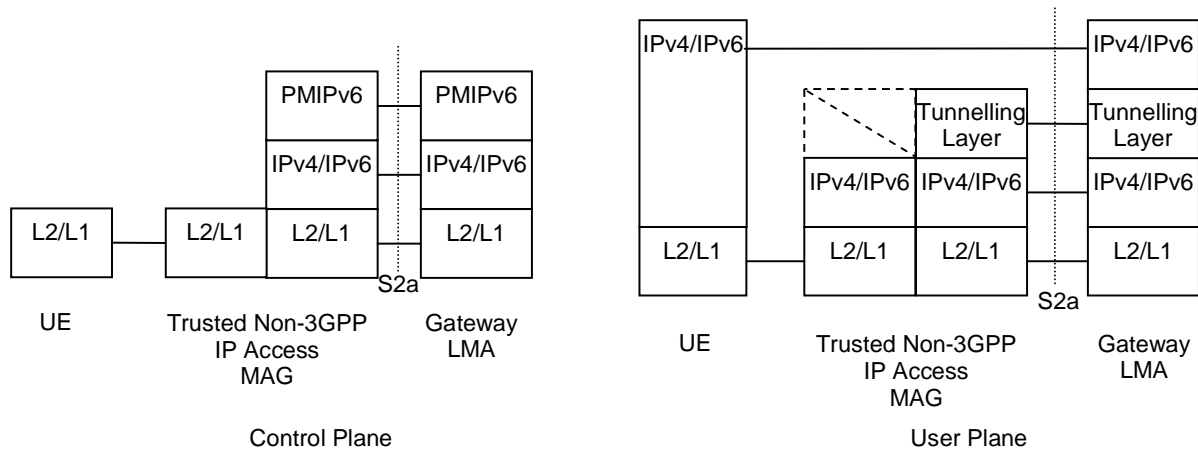 PMIPv6
PMIPv6
IPv4/IPv6
IPv4/IPv6
L2/L1
L2/L1
L2/L1
L2/L1
S2a
UE
Trusted Non-3GPP
IP Access
MAG
Gateway
LMA
Control Plane
IPv4/IPv6
IPv4/IPv6
Tunnelling
Layer
Tunnelling
Layer
IPv4/IPv6
IPv4/IPv6
IPv4/IPv6
L2/L1
L2/L1
L2/L1
L2/L1
S2a
UE
Trusted Non-3GPP
IP Access
MAG
Gateway
LMA
User Plane